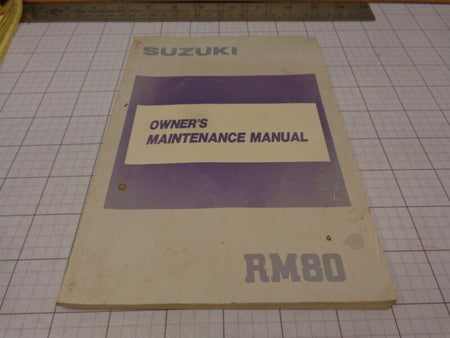 SUZUKI
OWNER'S
MAINTENANCE MANUAL
RM80